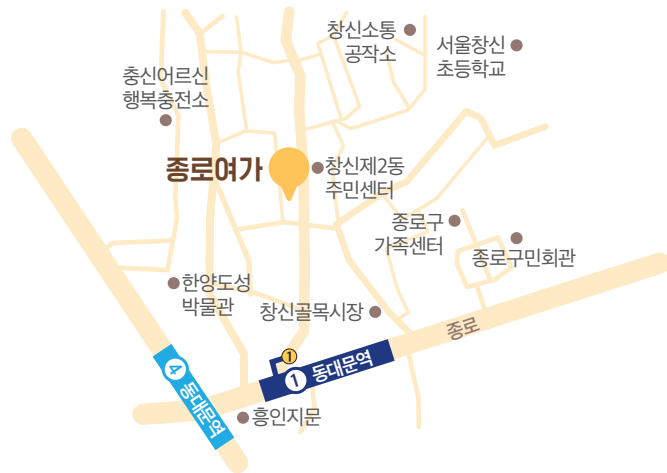 창신소통
공작소
서울창신
초등학교
충신어르신
행복충전소
종로여가
창신제2동
주민센터
종로구
가족센터
종로구민회관
한양도성
박물관
창신골목시장
종로
1
1 동대문역
4 동대문역
흥인지문